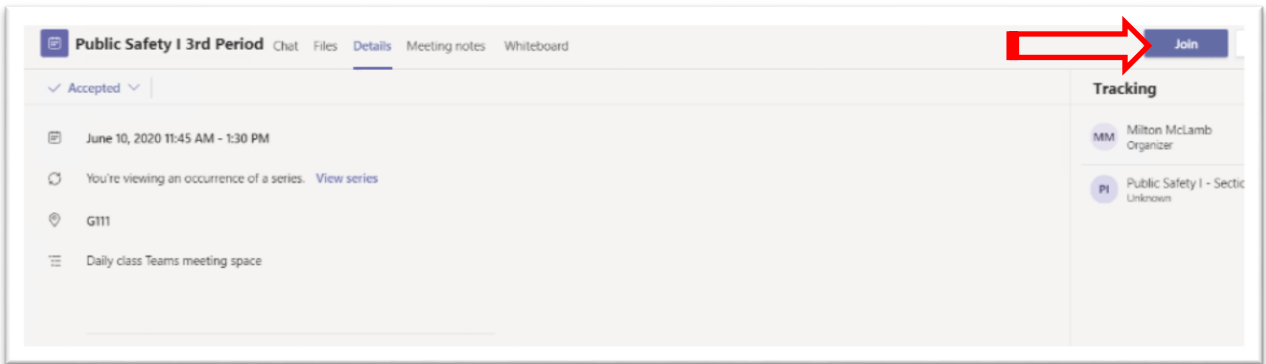 Public Safety I 3rd Period Chat Files Details Meeting notes Whiteboard
Join
Accepted
Tracking
June 10, 2020 11:45 AM - 1:30 PM
MM Milton McLamb
Organizer
You're viewing an occurrence of a series. View series
PI Public Safety I - Sectio
Unknown
G111
Daily class Teams meeting space